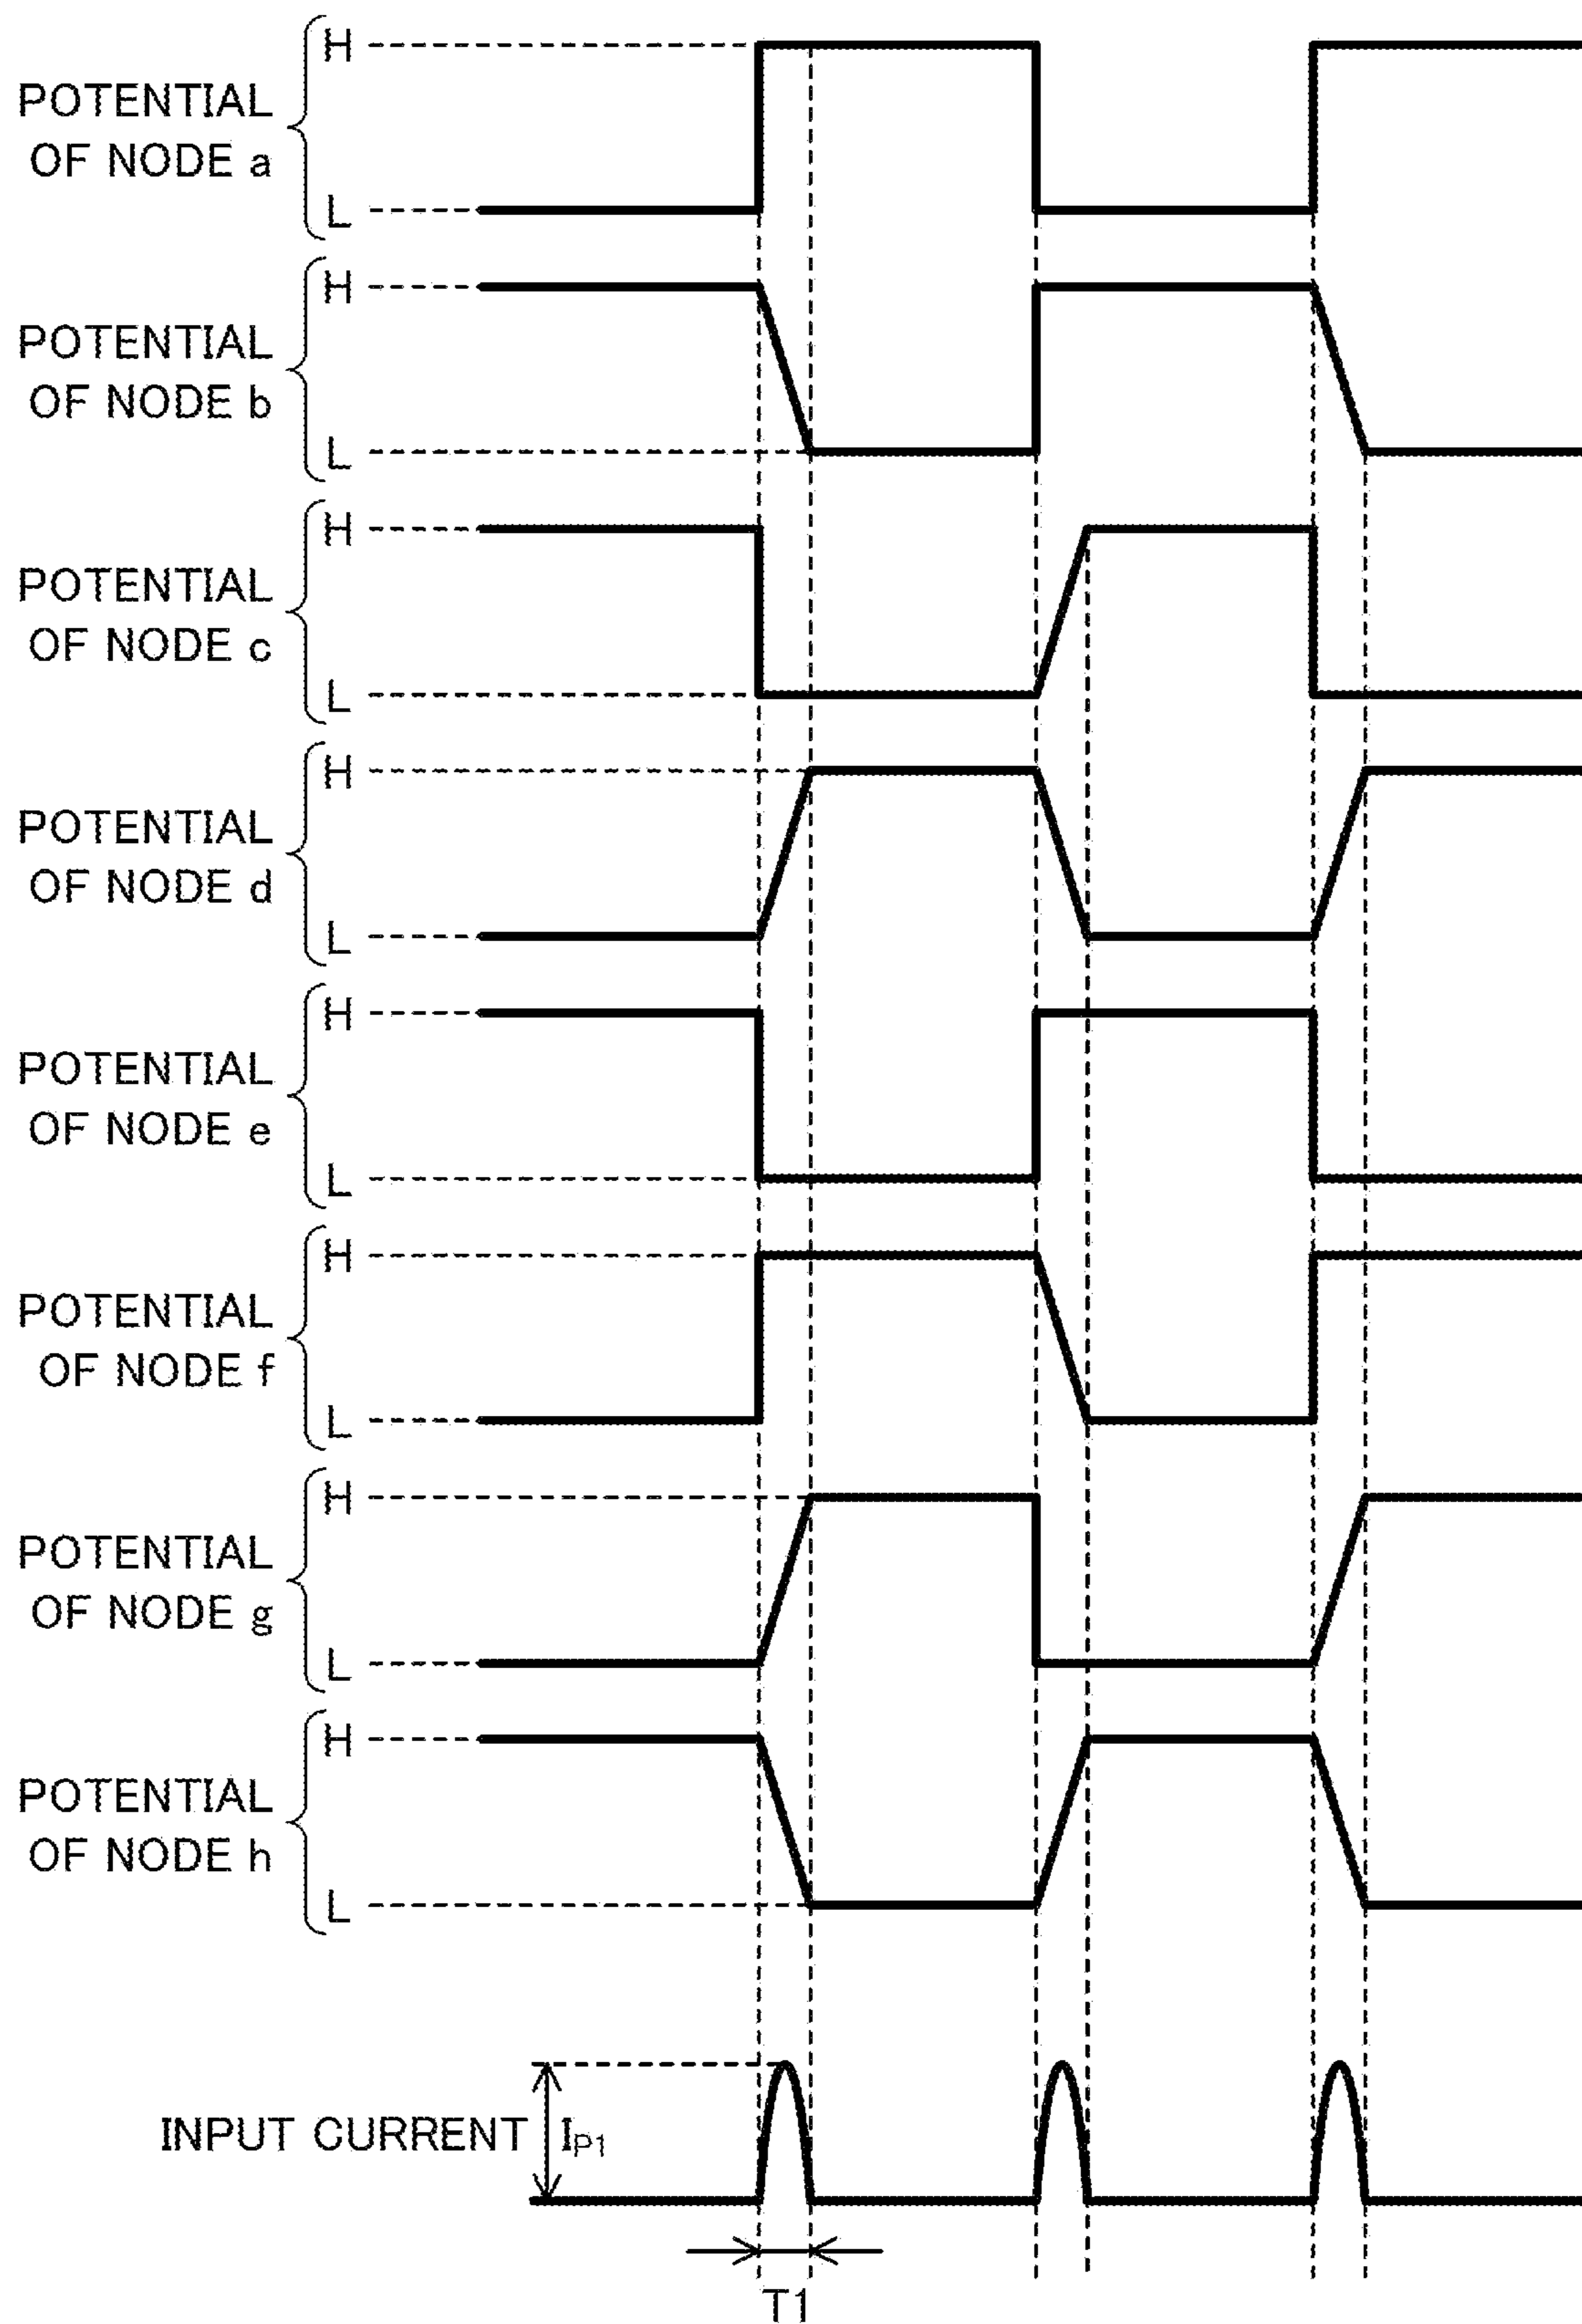 H
POTENTIAL
OF NODE a
L
H
POTENTIAL
OF NODE b
L
H
POTENTIAL
OF NODE c
L
H
POTENTIAL
OF NODE d
L
H
POTENTIAL
OF NODE e
L
H
POTENTIAL
OF NODE f
L
H
POTENTIAL
OF NODE g
L
H
POTENTIAL
OF NODE h
L
INPUT CURRENT IP1
T1